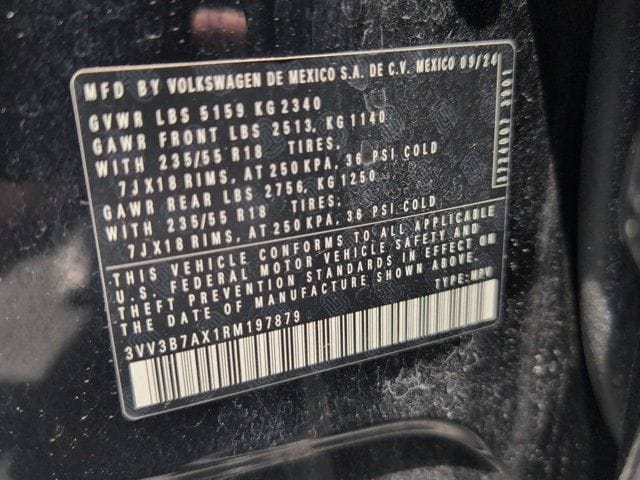 MFD BY VOLKSWAGEN DE MEXICO S.A. DE C.V. MEXICO 09/24
GVWR LBS 5159 KG 2340
GAWR FRONT LBS 2513, KG 1140
WITH 235/55 R18 TIRES.
7JX18 RIMS, AT 250 KPA, 36 PSI COLD
GAWR REAR LBS 2756, KG 1250
WITH 235/55 R18 TIRES.
7JX18 RIMS, AT 250 KPA, 36 PSI COLD
THIS VEHICLE CONFORMS TO ALL APPLICABLE
U.S. FEDERAL MOTOR VEHICLE SAFETY AND
THEFT PREVENTION STANDARDS IN EFFECT ON
THE DATE OF MANUFACTURE SHOWN ABOVE.
TYPE: MPV
3VV3B7AX1RM197879